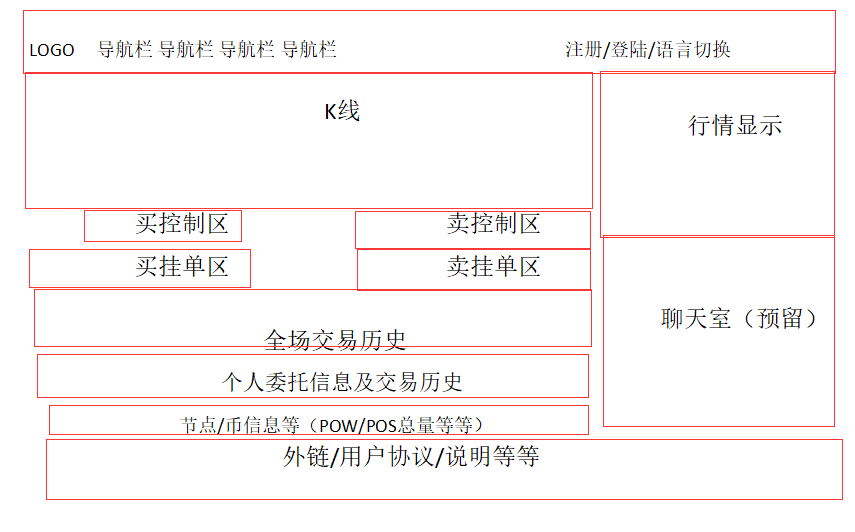 LOGO 导航栏 导航栏 导航栏 导航栏 注册/登陆/语言切换
K线
行情显示
买控制区 卖控制区
买挂单区 卖挂单区
聊天室（预留）
全场交易历史
个人委托信息及交易历史
节点/币信息等（POW/POS总量等等）
外链/用户协议/说明等等